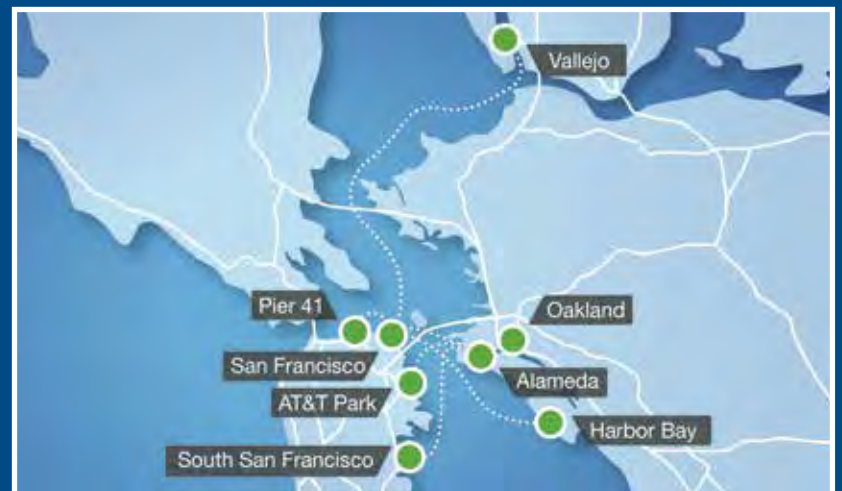 Vallejo
Pier 41
Oakland
San Francisco
Alameda
AT&T Park
Harbor Bay
South San Francisco